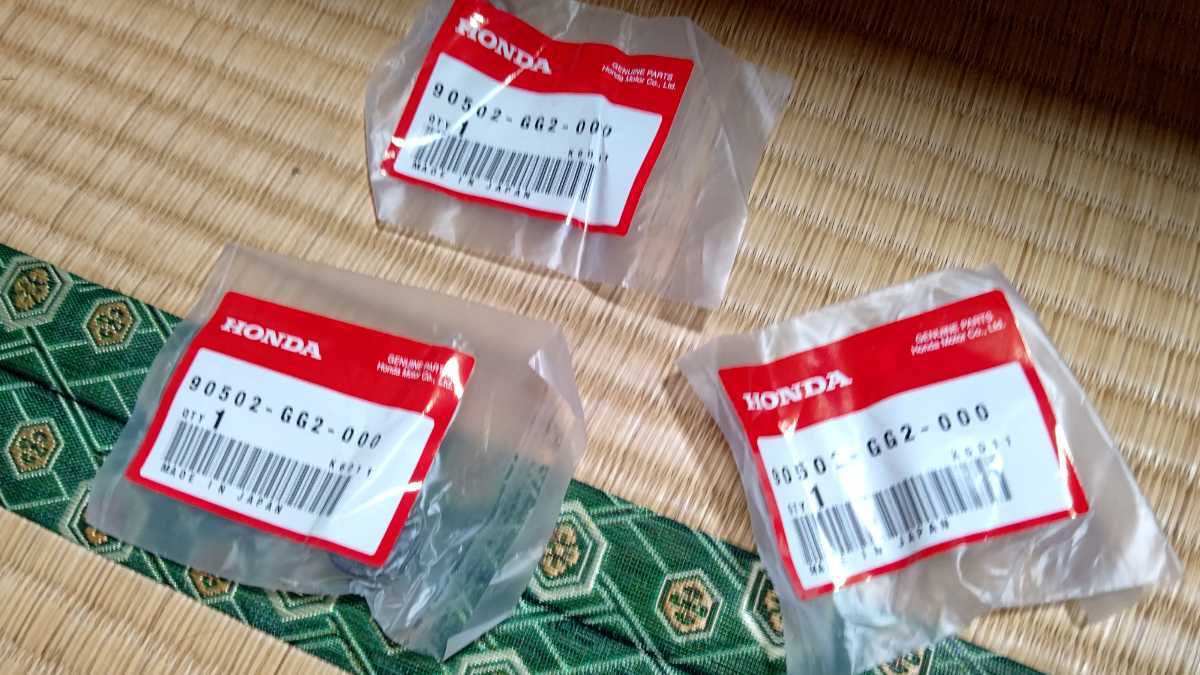 HONDA
GENUINE PARTS
Honda Motor Co., Ltd.
90502-GG2-000
QTY 1
MADE IN JAPAN
HONDA
GENUINE PARTS
Honda Motor Co., Ltd.
90502-GG2-000
QTY 1
MADE IN JAPAN
HONDA
GENUINE PARTS
Honda Motor Co., Ltd.
90502-GG2-000
QTY 1
MADE IN JAPAN